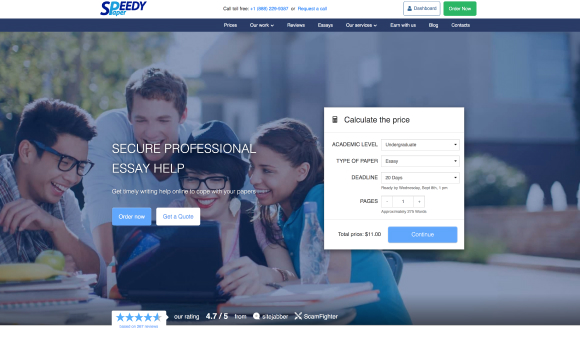 SPEEDY
Paper
Call toll free: +1 (888) 229-9387 or Request a call
Dashboard
Order Now
Prices Our work Reviews Essays Our services Earn with us Blog Contacts
SECURE PROFESSIONAL
ESSAY HELP
Get timely writing help online to cope with your papers
Order now
Get a Quote
Calculate the price
ACADEMIC LEVEL Undergraduate
TYPE OF PAPER Essay
DEADLINE 20 Days
Ready by Wednesday, Sept 9th, 1 pm
PAGES - 1 +
Approximately 275 Words
Total price: $11.00
Continue
our rating 4.7 / 5 from sitejabber ScamFighter